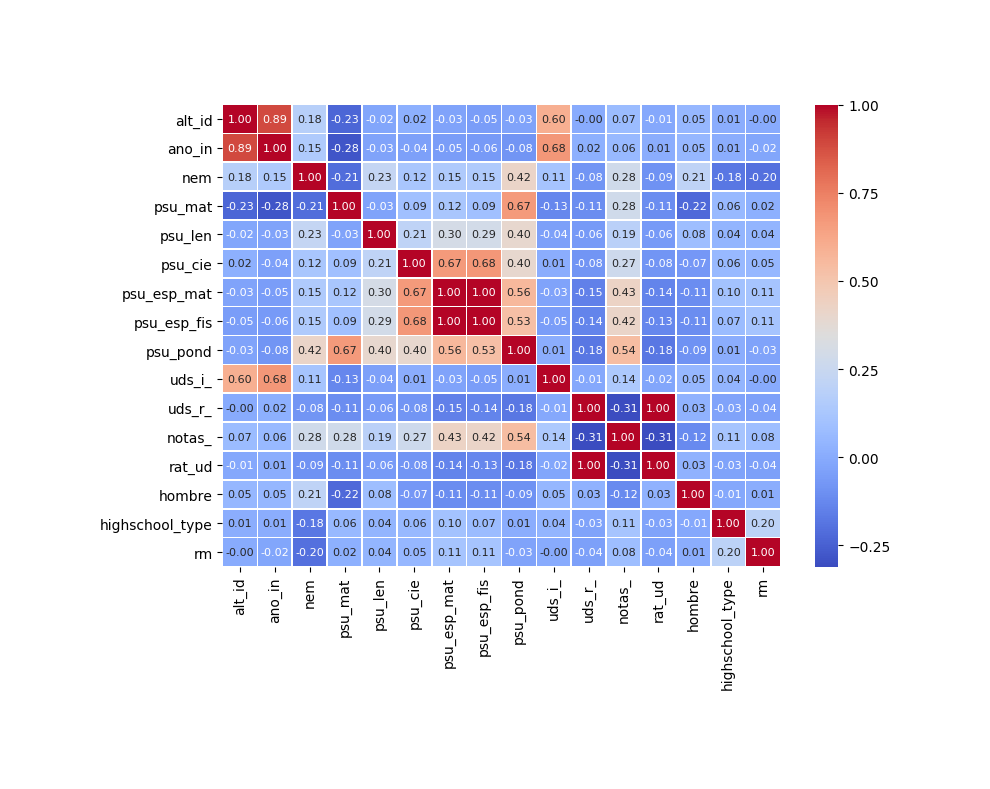 alt_id 1.00 0.89 0.18 -0.23 -0.02 0.02 -0.03 -0.05 -0.03 0.60 -0.00 0.07 -0.01 0.05 0.01 -0.00 1.00
ano_in 0.89 1.00 0.15 -0.28 -0.03 -0.04 -0.05 -0.06 -0.08 0.68 0.02 0.06 0.01 0.05 0.01 -0.02
nem 0.18 0.15 1.00 -0.21 0.23 0.12 0.15 0.15 0.42 0.11 -0.08 0.28 -0.09 0.21 -0.18 -0.20
0.75
psu_mat -0.23 -0.28 -0.21 1.00 -0.03 0.09 0.12 0.09 0.67 -0.13 -0.11 0.28 -0.11 -0.22 0.06 0.02
psu_len -0.02 -0.03 0.23 -0.03 1.00 0.21 0.30 0.29 0.40 -0.04 -0.06 0.19 -0.06 0.08 0.04 0.04
psu_cie 0.02 -0.04 0.12 0.09 0.21 1.00 0.67 0.68 0.40 0.01 -0.08 0.27 -0.08 -0.07 0.06 0.05
0.50
psu_esp_mat -0.03 -0.05 0.15 0.12 0.30 0.67 1.00 1.00 0.56 -0.03 -0.15 0.43 -0.14 -0.11 0.10 0.11
psu_esp_fis -0.05 -0.06 0.15 0.09 0.29 0.68 1.00 1.00 0.53 -0.05 -0.14 0.42 -0.13 -0.11 0.07 0.11
psu_pond -0.03 -0.08 0.42 0.67 0.40 0.40 0.56 0.53 1.00 0.01 -0.18 0.54 -0.18 -0.09 0.01 -0.03
0.25
uds_i_ 0.60 0.68 0.11 -0.13 -0.04 0.01 -0.03 -0.05 0.01 1.00 -0.01 0.14 -0.02 0.05 0.04 -0.00
uds_r_ -0.00 0.02 -0.08 -0.11 -0.06 -0.08 -0.15 -0.14 -0.18 -0.01 1.00 -0.31 1.00 0.03 -0.03 -0.04
notas_ 0.07 0.06 0.28 0.28 0.19 0.27 0.43 0.42 0.54 0.14 -0.31 1.00 -0.31 -0.12 0.11 0.08
0.00
rat_ud -0.01 0.01 -0.09 -0.11 -0.06 -0.08 -0.14 -0.13 -0.18 -0.02 1.00 -0.31 1.00 0.03 -0.03 -0.04
hombre 0.05 0.05 0.21 -0.22 0.08 -0.07 -0.11 -0.11 -0.09 0.05 0.03 -0.12 0.03 1.00 -0.01 0.01
highschool_type 0.01 0.01 -0.18 0.06 0.04 0.06 0.10 0.07 0.01 0.04 -0.03 0.11 -0.03 -0.01 1.00 0.20
−0.25
rm -0.00 -0.02 -0.20 0.02 0.04 0.05 0.11 0.11 -0.03 -0.00 -0.04 0.08 -0.04 0.01 0.20 1.00
alt_id
ano_in
nem
psu_mat
psu_len
psu_cie
psu_esp_mat
psu_esp_fis
psu_pond
uds_i_
uds_r_
notas_
rat_ud
hombre
highschool_type
rm